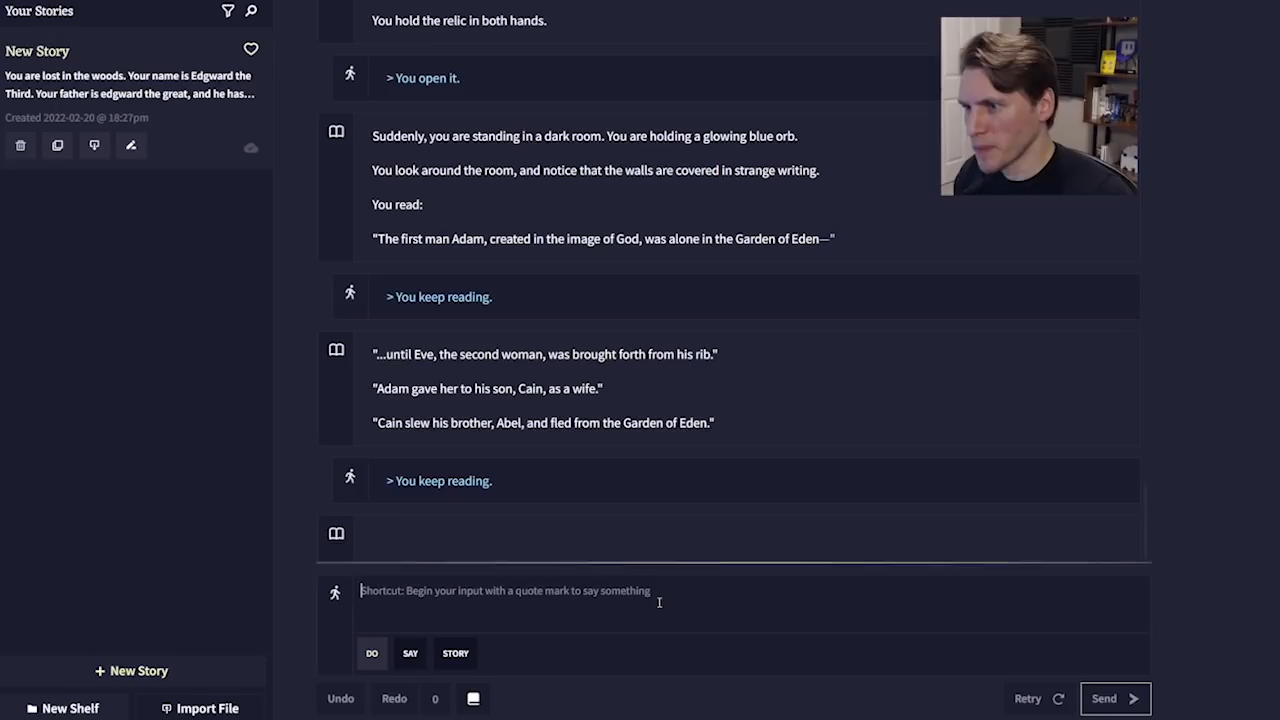 Your Stories
New Story
You are lost in the woods. Your name is Edgward the
Third. Your father is edgward the great, and he has...
Created 2022-02-20 @ 18:27pm
+ New Story
New Shelf
Import File
You hold the relic in both hands.
> You open it.
Suddenly, you are standing in a dark room. You are holding a glowing blue orb.
You look around the room, and notice that the walls are covered in strange writing.
You read:
"The first man Adam, created in the image of God, was alone in the Garden of Eden—"
> You keep reading.
"...until Eve, the second woman, was brought forth from his rib."
"Adam gave her to his son, Cain, as a wife."
"Cain slew his brother, Abel, and fled from the Garden of Eden."
> You keep reading.
Shortcut: Begin your input with a quote mark to say something
DO SAY STORY
Undo Redo 0 Retry Send